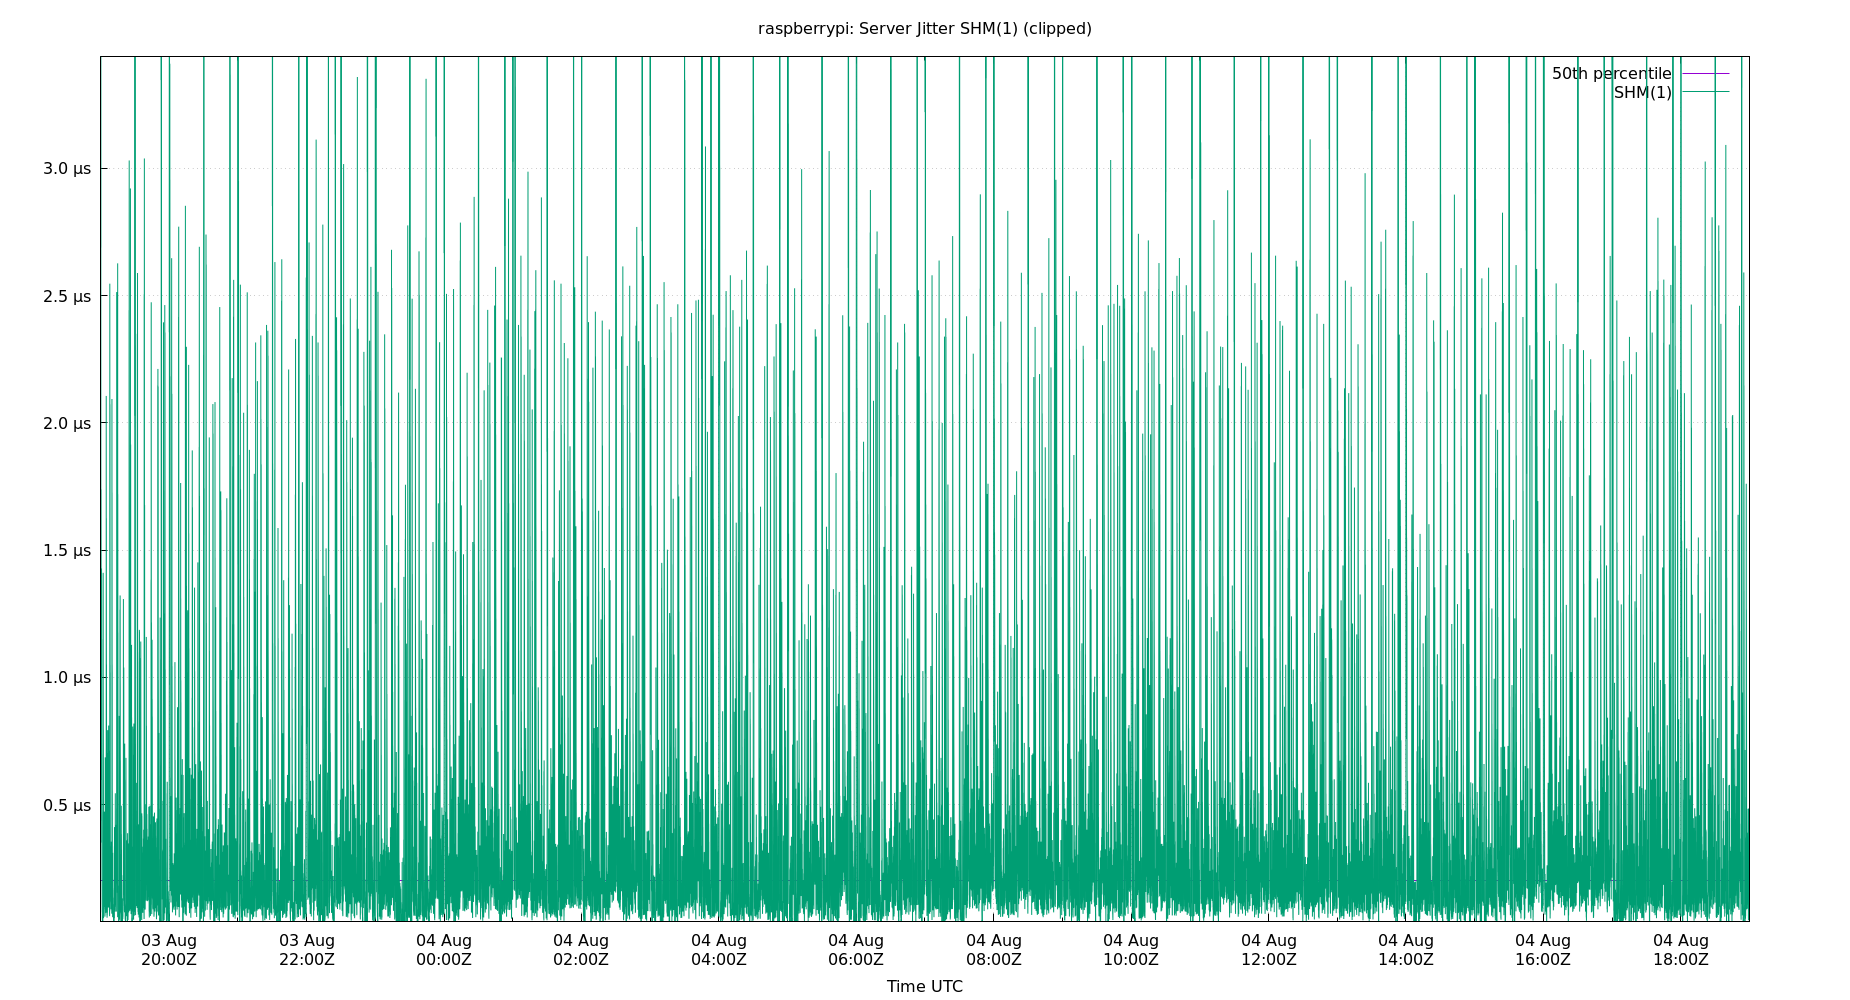 raspberrypi: Server Jitter SHM(1) (clipped)
50th percentile
SHM(1)
3.0 µs
2.5 µs
2.0 µs
1.5 µs
1.0 µs
0.5 µs
03 Aug 03 Aug 04 Aug 04 Aug 04 Aug 04 Aug 04 Aug 04 Aug 04 Aug 04 Aug 04 Aug 04 Aug
20:00Z 22:00Z 00:00Z 02:00Z 04:00Z 06:00Z 08:00Z 10:00Z 12:00Z 14:00Z 16:00Z 18:00Z
Time UTC